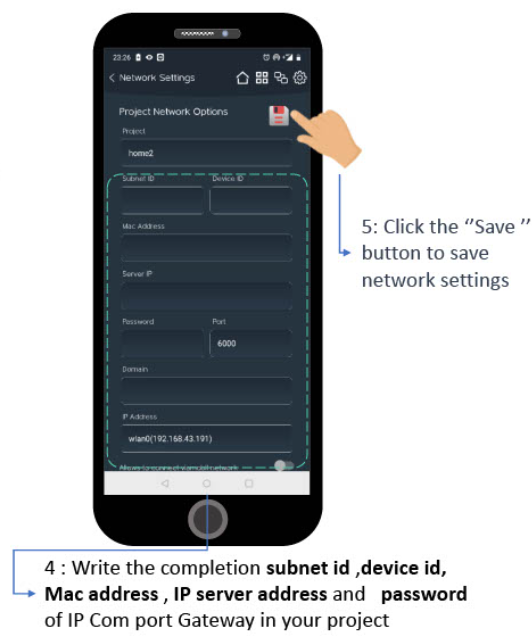 23:26
< Network Settings
Project Network Options
Project
home2
Subnet ID Device ID
Mac Address
Server IP
Password Port
6000
Domain
IP Address
wlan0(192.168.43.191)
5: Click the ‘’Save ’’
button to save
network settings
4 : Write the completion subnet id ,device id,
Mac address , IP server address and password
of IP Com port Gateway in your project